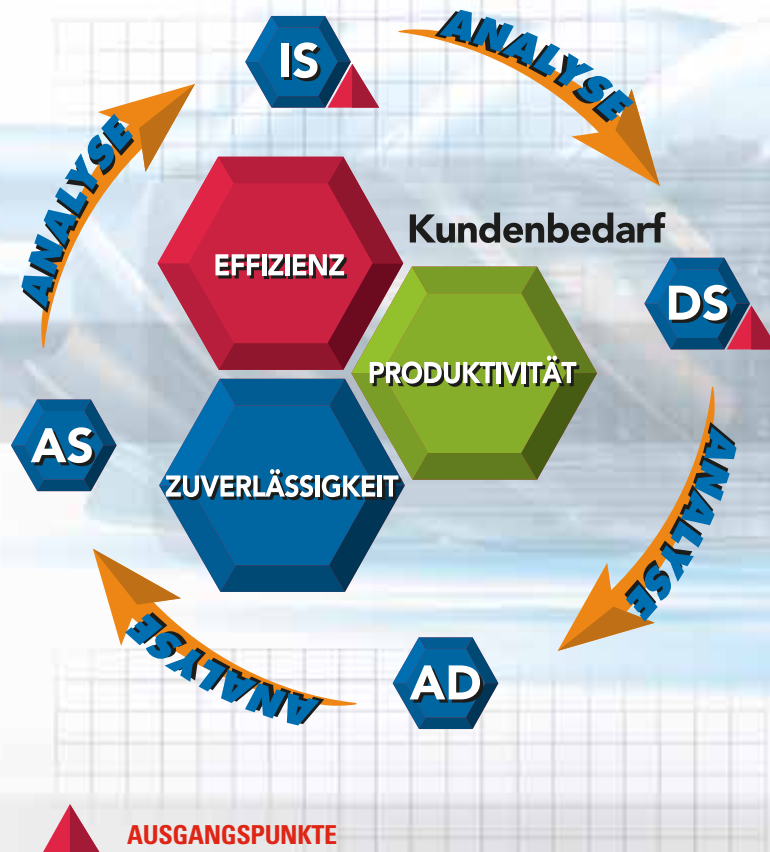 IS
ANALYSE
ANALYSE
EFFIZIENZ
Kundenbedarf
DS
PRODUKTIVITÄT
AS
ZUVERLÄSSIGKEIT
ANALYSE
ANALYSE
AD
AUSGANGSPUNKTE